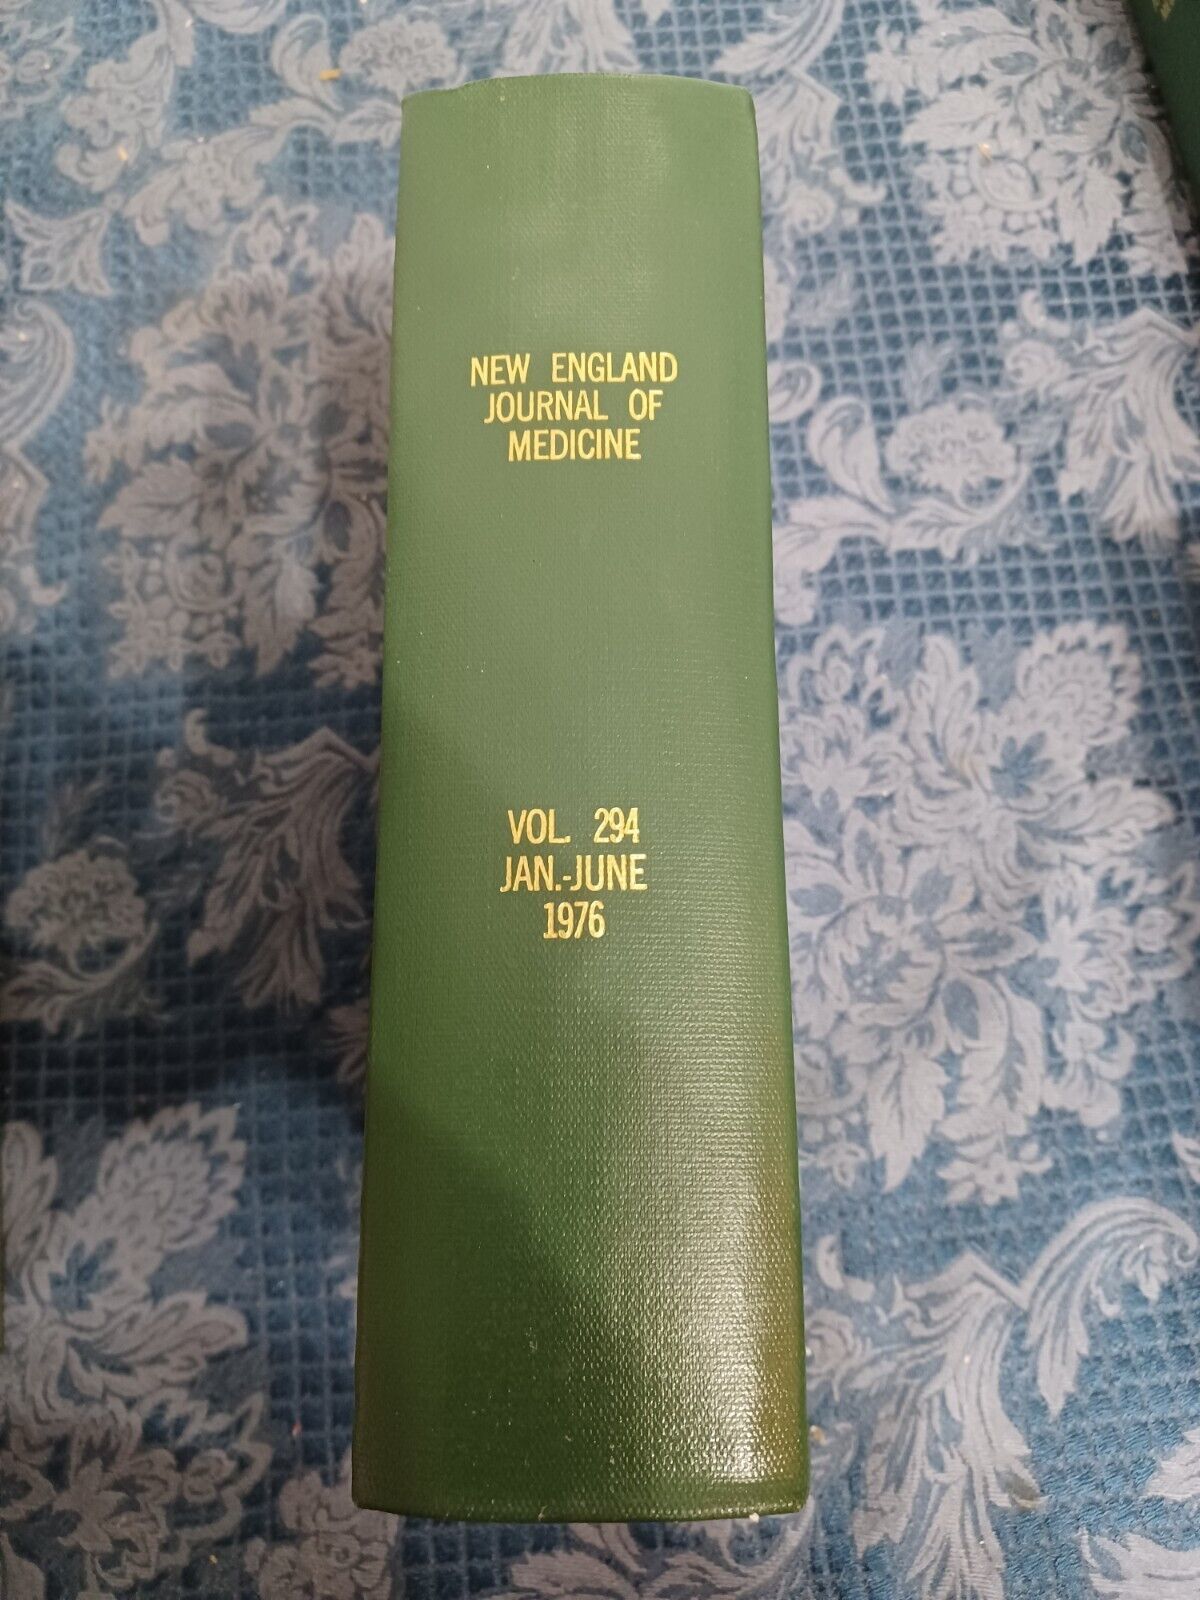 NEW ENGLAND
JOURNAL OF
MEDICINE
VOL. 294
JAN.-JUNE
1976